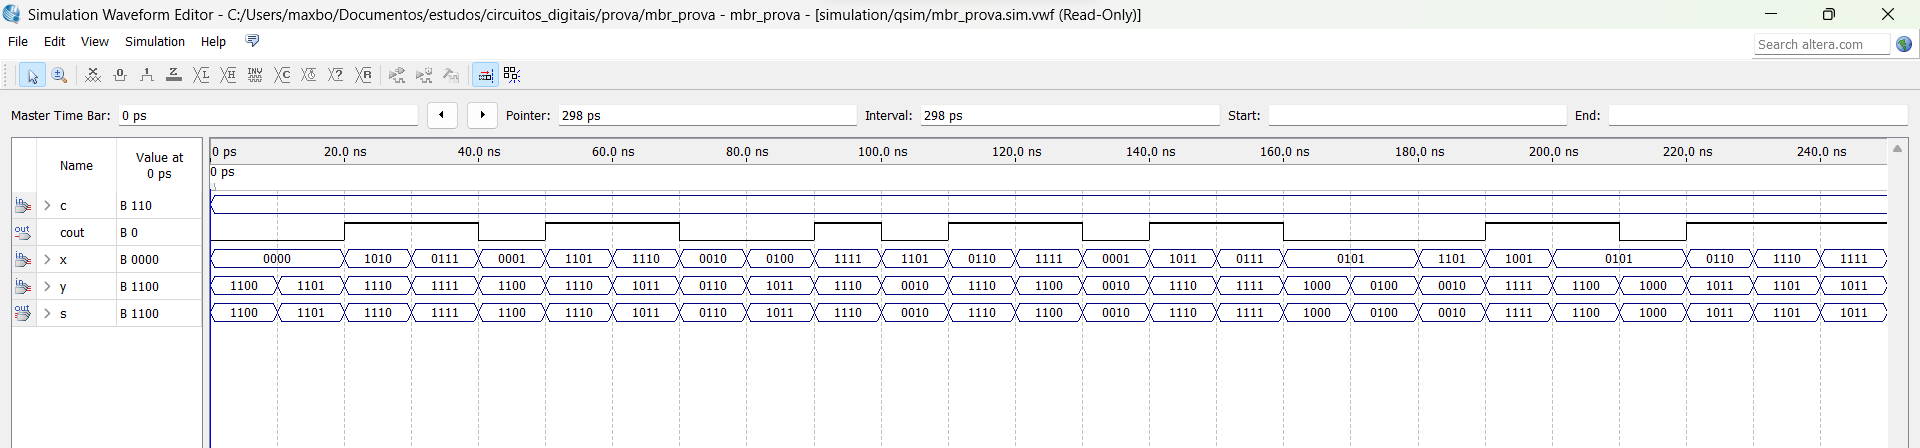 Simulation Waveform Editor - C:/Users/maxbo/Documentos/estudos/circuitos_digitais/prova/mbr_prova - mbr_prova - [simulation/qsim/mbr_prova.sim.vwf (Read-Only)]
File Edit View Simulation Help
Search altera.com
Master Time Bar: 0 ps Pointer: 298 ps Interval: 298 ps Start: End:
Name Value at 0 ps
0 ps 20.0 ns 40.0 ns 60.0 ns 80.0 ns 100.0 ns 120.0 ns 140.0 ns 160.0 ns 180.0 ns 200.0 ns 220.0 ns 240.0 ns
0 ps
c B 110
cout B 0
x B 0000 0000 1010 0111 0001 1101 1110 0010 0100 1111 1101 0110 1111 0001 1011 0111 0101 1101 1001 0101 0110 1110 1111
y B 1100 1100 1101 1110 1111 1100 1110 1011 0110 1011 1110 0010 1110 1100 0010 1110 1111 1000 0100 0010 1111 1100 1000 1011 1101 1011
s B 1100 1100 1101 1110 1111 1100 1110 1011 0110 1011 1110 0010 1110 1100 0010 1110 1111 1000 0100 0010 1111 1100 1000 1011 1101 1011